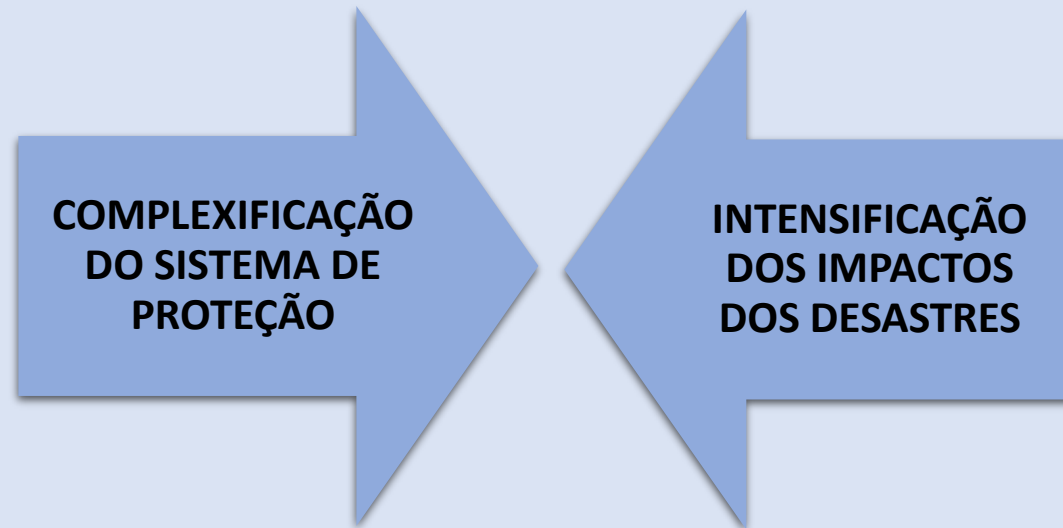 COMPLEXIFICAÇÃO
DO SISTEMA DE
PROTEÇÃO
INTENSIFICAÇÃO
DOS IMPACTOS
DOS DESASTRES